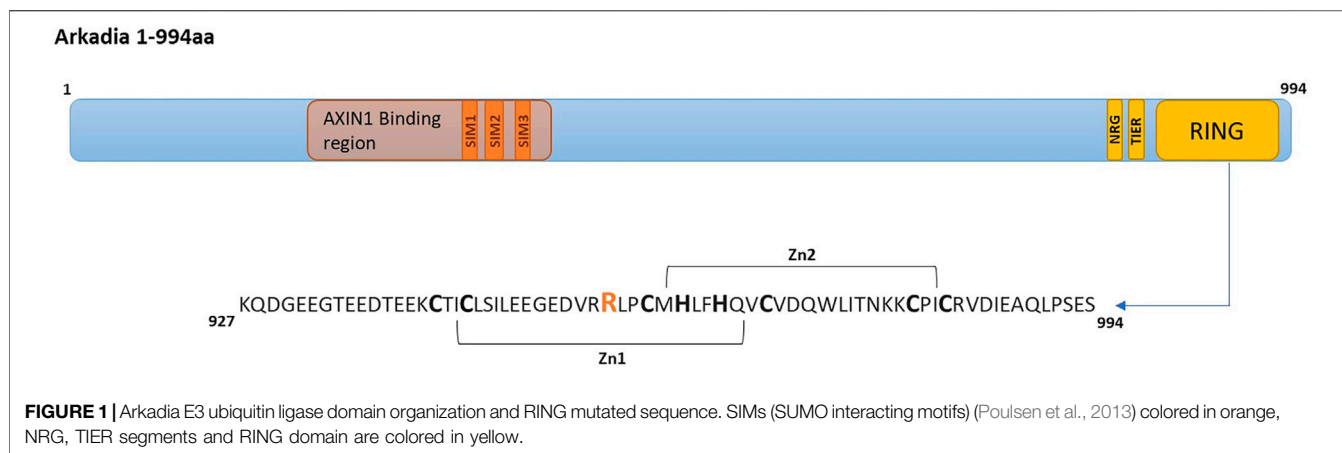 Arkadia 1-994aa
1 994
AXIN1 Binding
region
SIM1
SIM2
SIM3
NRG
TIER
RING
Zn2
KQDGEEGTEEDTEEKCTICLSILEEGEDVRRLPCMHLFHQVCVDQWLITNKKCPICRVDIEAQLPSES
927 994
Zn1
FIGURE 1 | Arkadia E3 ubiquitin ligase domain organization and RING mutated sequence. SIMs (SUMO interacting motifs) (Poulsen et al., 2013) colored in orange,
NRG, TIER segments and RING domain are colored in yellow.